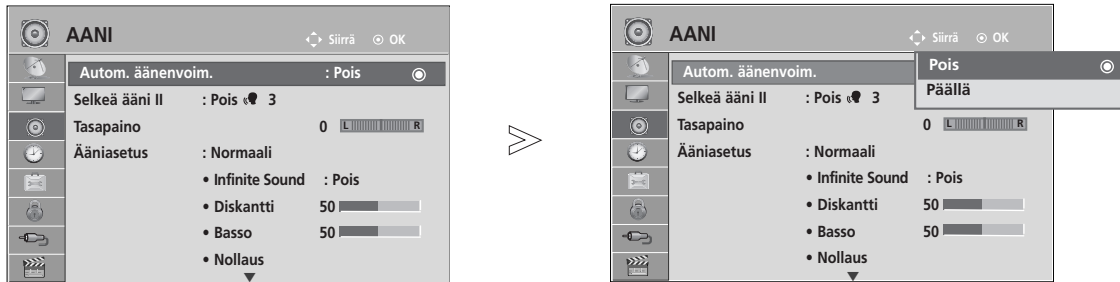 AANI
Siirrä OK
Autom. äänenvoim. : Pois
Selkeä ääni II : Pois 3
Tasapaino 0 L R
Ääniasetus : Normaali
• Infinite Sound : Pois
• Diskantti 50
• Basso 50
• Nollaus
>
AANI
Siirrä OK
Autom. äänenvoim.
Pois
Päällä
Selkeä ääni II : Pois 3
Tasapaino 0 L R
Ääniasetus : Normaali
• Infinite Sound : Pois
• Diskantti 50
• Basso 50
• Nollaus